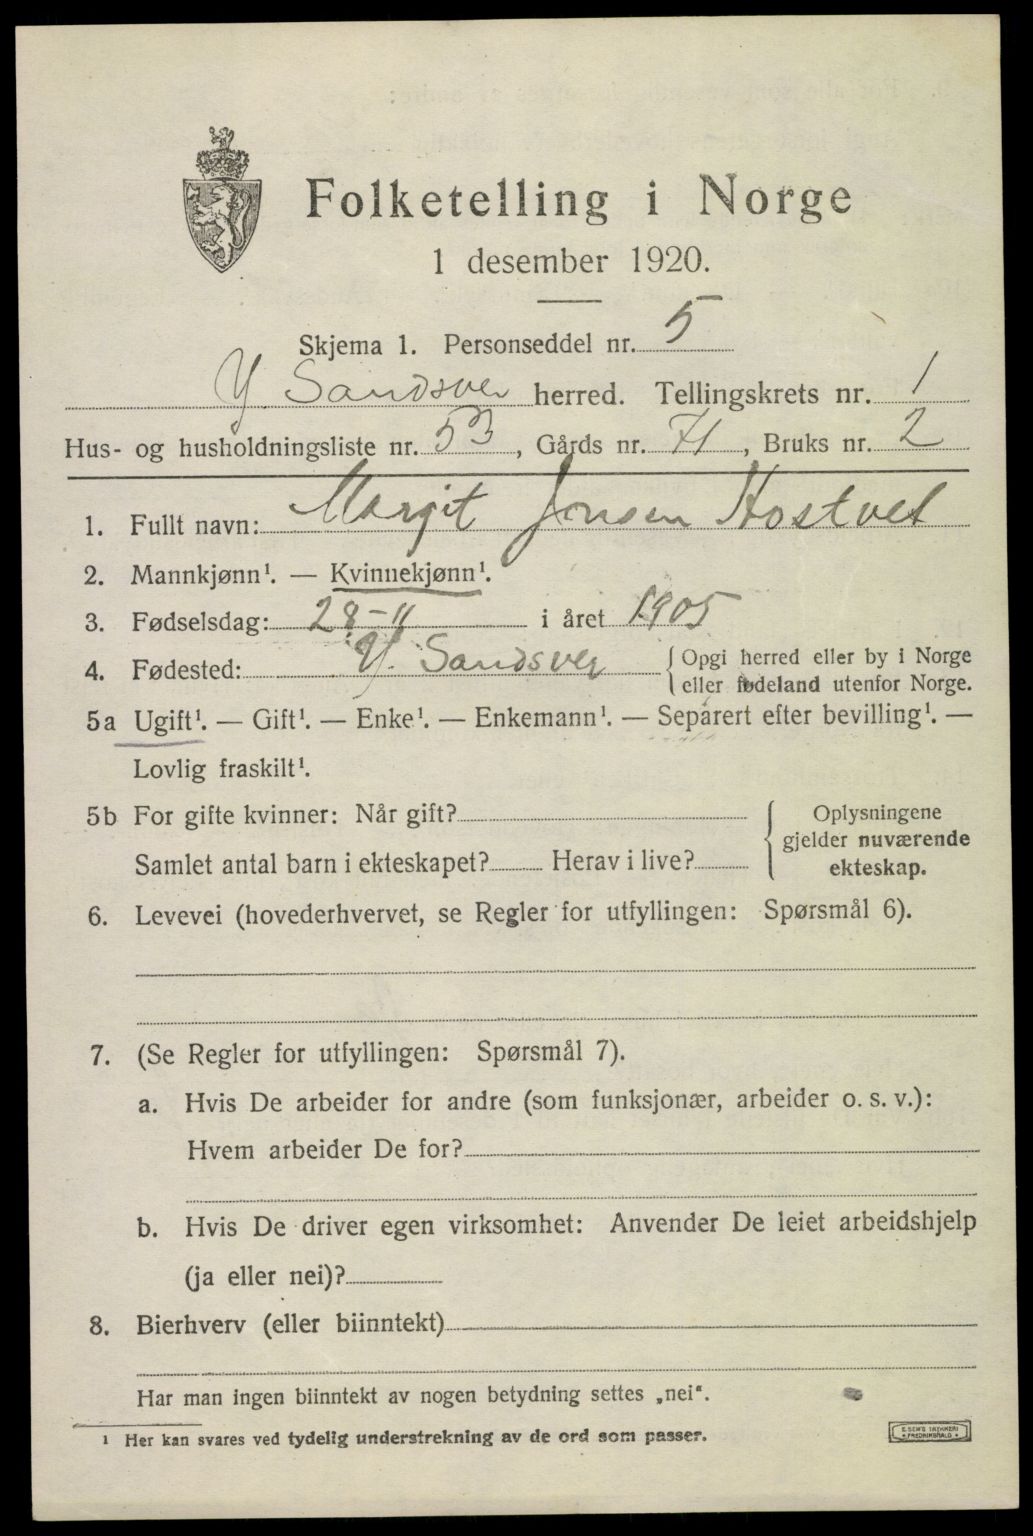 Folketelling i Norge
1 desember 1920.
Skjema 1. Personseddel nr. 5
Y. Sandsver herred. Tellingskrets nr. 1
Hus- og husholdningsliste nr. 53, Gårds nr. 71, Bruks nr. 2
1. Fullt navn: Margit Jonsen Hostvet
2. Mannkjønn¹. — Kvinnekjønn¹.
3. Fødselsdag: 28-11 i året 1905
4. Fødested: Y. Sandsver {Opgi herred eller by i Norge
eller fødeland utenfor Norge.
5a Ugift¹. — Gift¹. — Enke¹. — Enkemann¹. — Separert efter bevilling¹. —
Lovlig fraskilt¹.
5b For gifte kvinner: Når gift? { Oplysningene
gjelder nuværende
Samlet antal barn i ekteskapet? Herav i live? ekteskap.
6. Levevei (hovederhvervet, se Regler for utfyllingen: Spørsmål 6).
7. (Se Regler for utfyllingen: Spørsmål 7).
a. Hvis De arbeider for andre (som funksjonær, arbeider o. s. v.):
Hvem arbeider De for?
b. Hvis De driver egen virksomhet: Anvender De leiet arbeidshjelp
(ja eller nei)?
8. Bierhverv (eller biinntekt)
Har man ingen biinntekt av nogen betydning settes „nei“.
¹ Her kan svares ved tydelig understrekning av de ord som passer.
E. SEM'S TRYKKERI
FREDRIKSHALD